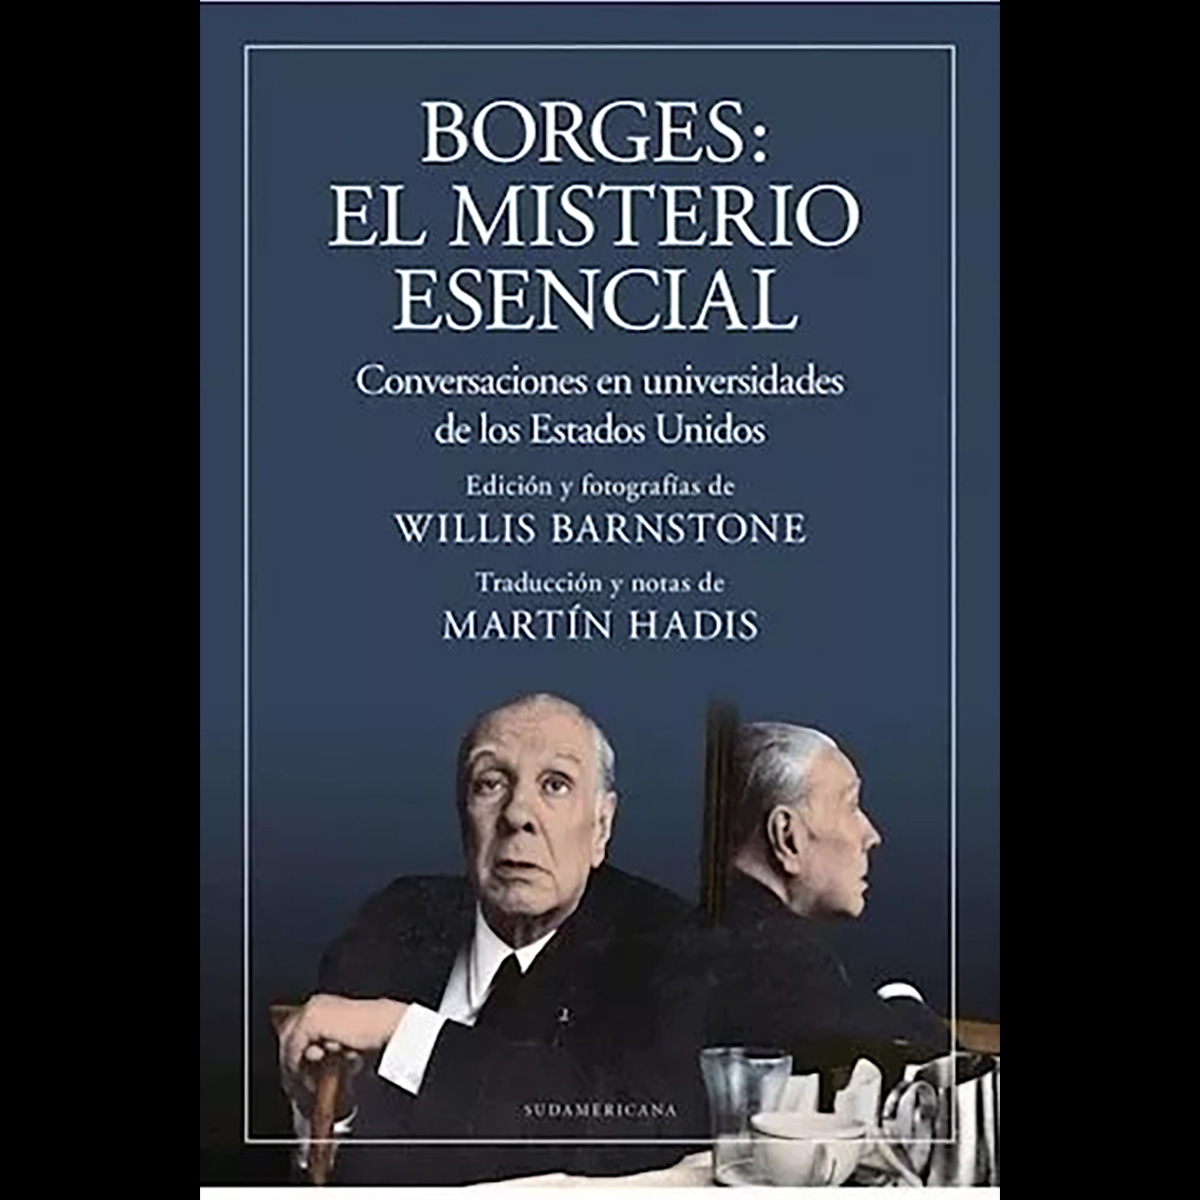 BORGES:
EL MISTERIO
ESENCIAL
Conversaciones en universidades
de los Estados Unidos
Edición y fotografías de
WILLIS BARNSTONE
Traducción y notas de
MARTÍN HADIS
SUDAMERICANA